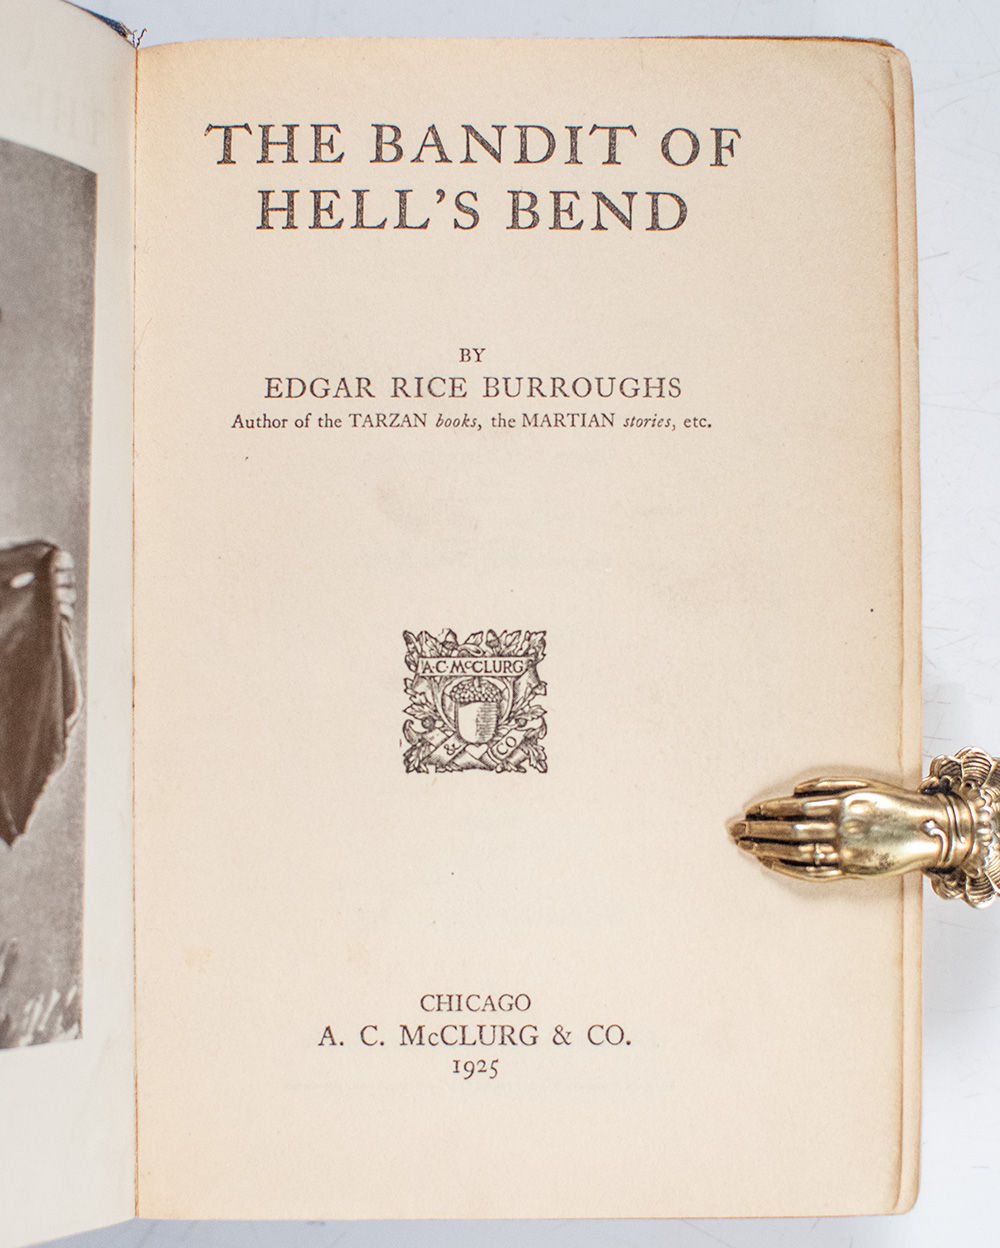 THE BANDIT OF
HELL'S BEND
BY
EDGAR RICE BURROUGHS
Author of the TARZAN books, the MARTIAN stories, etc.
A·C·McCLURG
& CO
CHICAGO
A. C. McCLURG & CO.
1925